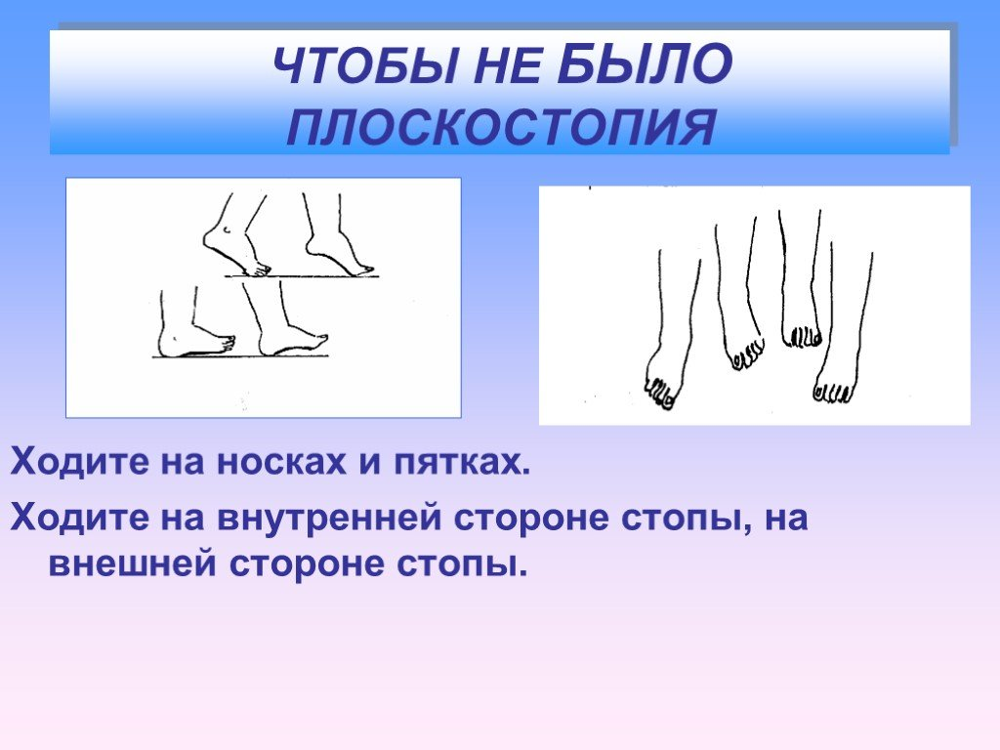 ЧТОБЫ НЕ БЫЛО
ПЛОСКОСТОПИЯ
Ходите на носках и пятках.
Ходите на внутренней стороне стопы, на
внешней стороне стопы.